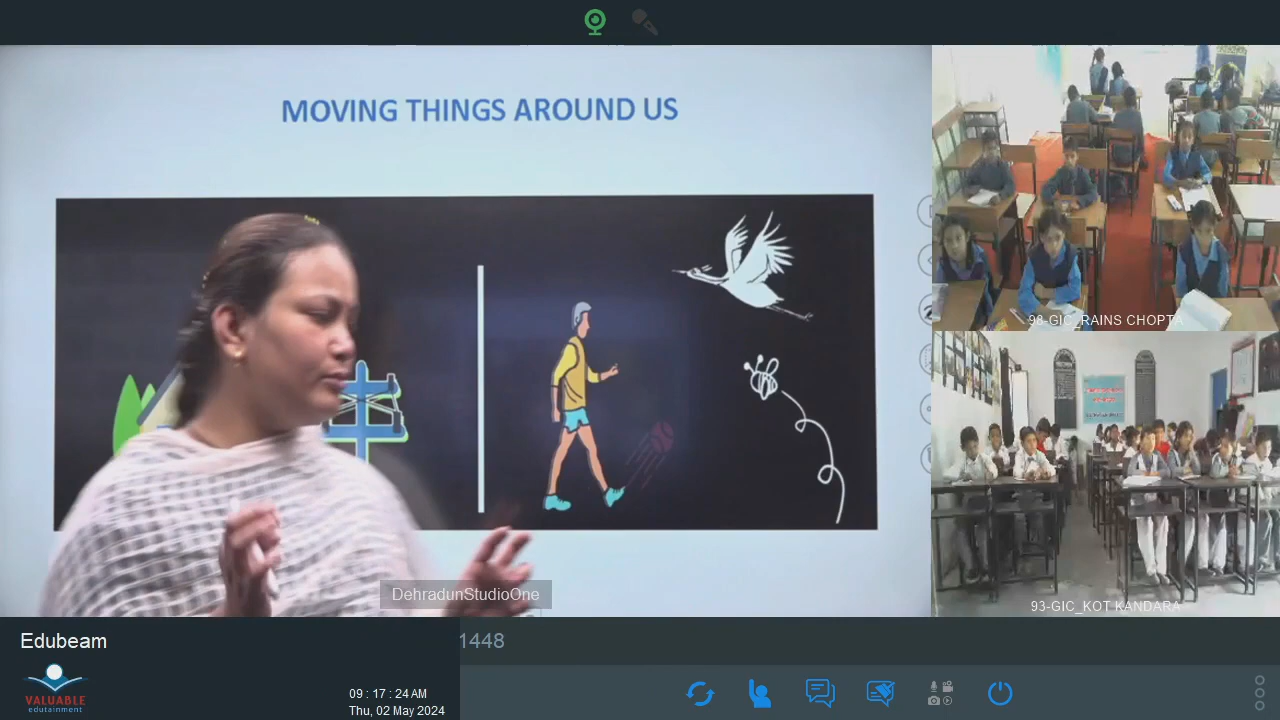 MOVING THINGS AROUND US
98-GIC_RAINS CHOPTA
93-GIC_KOT KANDARA
DehradunStudioOne
Edubeam
1448
VALUABLE
edutainment
09 : 17 : 24 AM
Thu, 02 May 2024